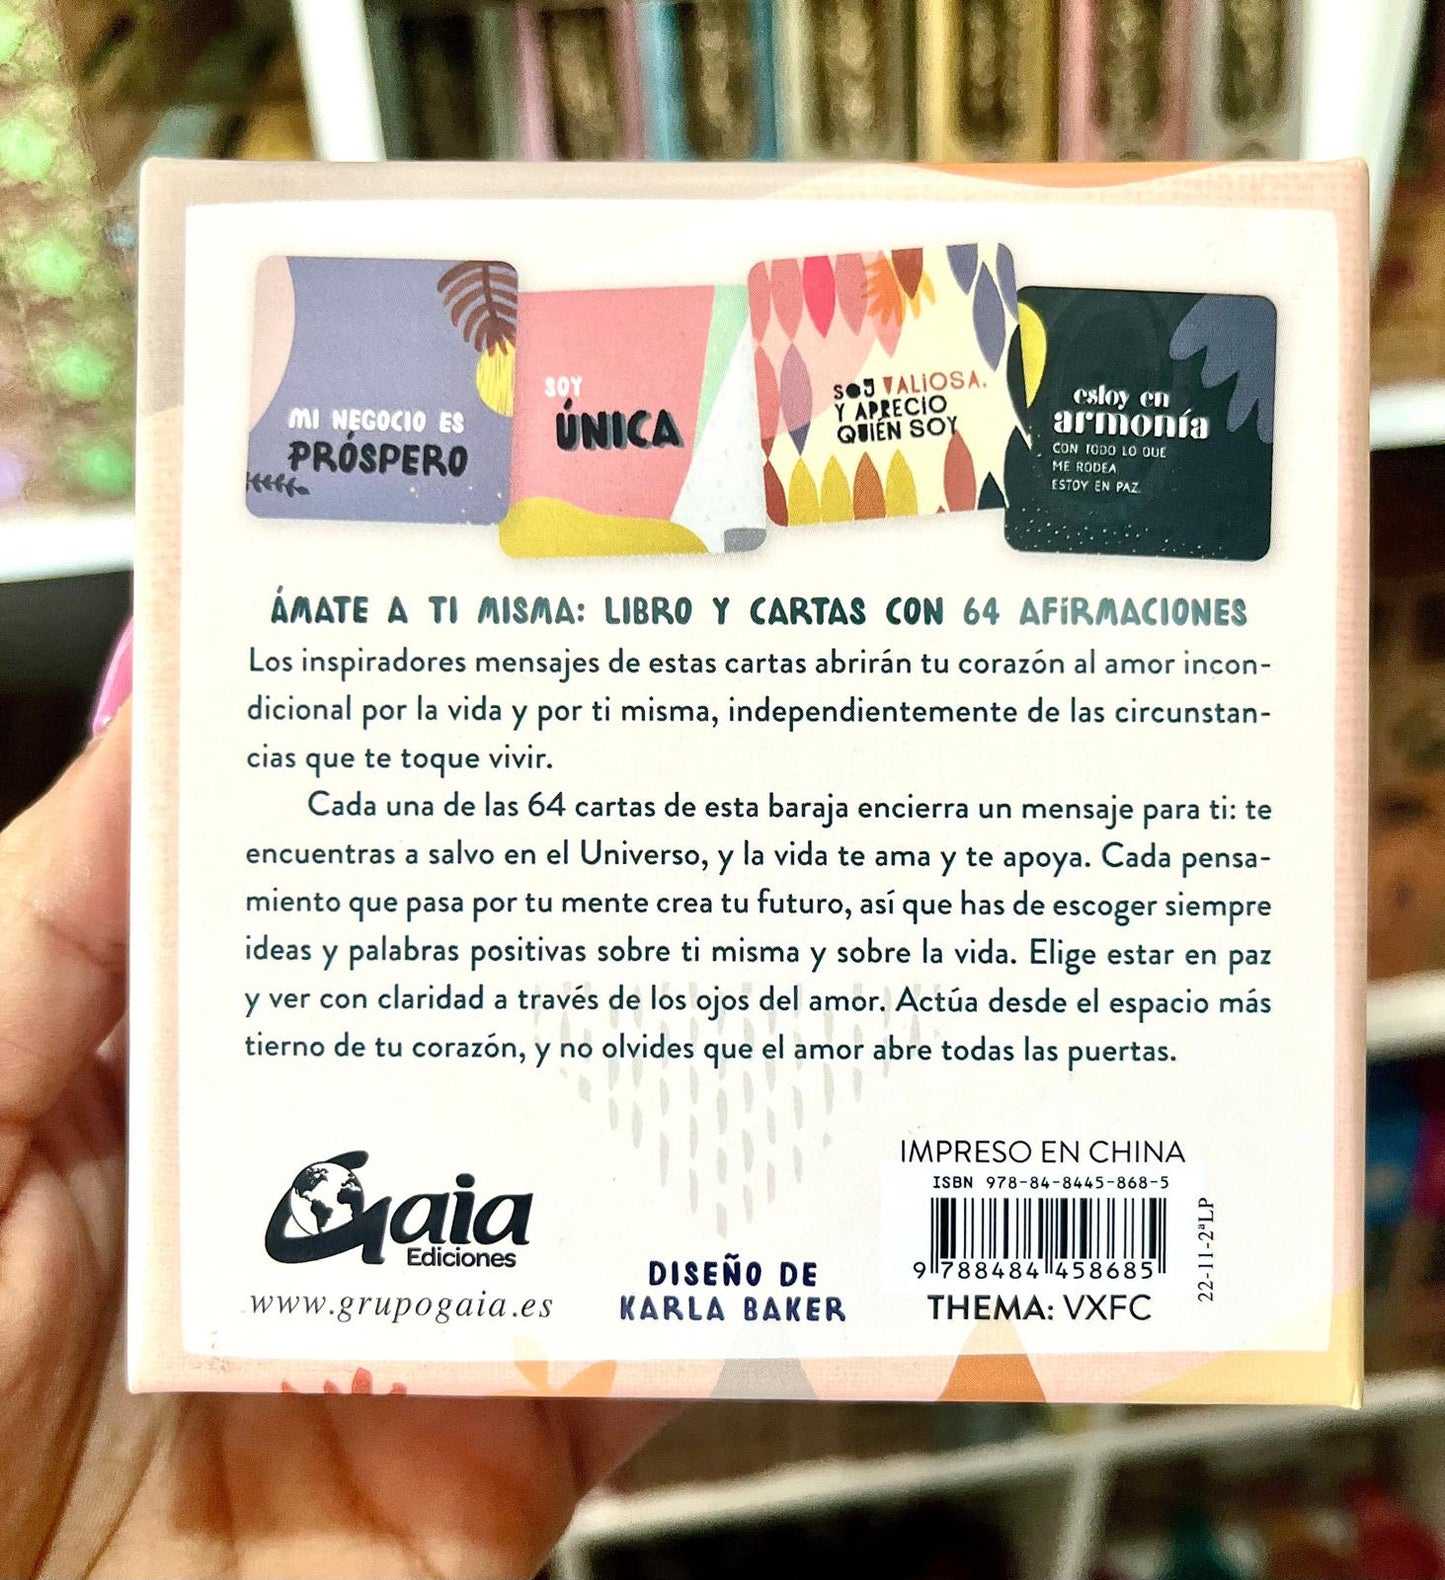 MI NEGOCIO ES
PRÓSPERO
SOY
ÚNICA
SOY VALIOSA.
Y APRECIO
QUIÉN SOY
estoy en
armonía
CON TODO LO QUE
ME RODEA
ESTOY EN PAZ.
ÁMATE A TI MISMA: LIBRO Y CARTAS CON 64 AFIRMACIONES
Los inspiradores mensajes de estas cartas abrirán tu corazón al amor incon-
dicional por la vida y por ti misma, independientemente de las circunstan-
cias que te toque vivir.
Cada una de las 64 cartas de esta baraja encierra un mensaje para ti: te
encuentras a salvo en el Universo, y la vida te ama y te apoya. Cada pensa-
miento que pasa por tu mente crea tu futuro, así que has de escoger siempre
ideas y palabras positivas sobre ti misma y sobre la vida. Elige estar en paz
y ver con claridad a través de los ojos del amor. Actúa desde el espacio más
tierno de tu corazón, y no olvides que el amor abre todas las puertas.
Gaia
Ediciones
www.grupogaia.es
DISEÑO DE
KARLA BAKER
IMPRESO EN CHINA
ISBN 978-84-8445-868-5
9 788484 458685
THEMA: VXFC
22-11-2ªLP